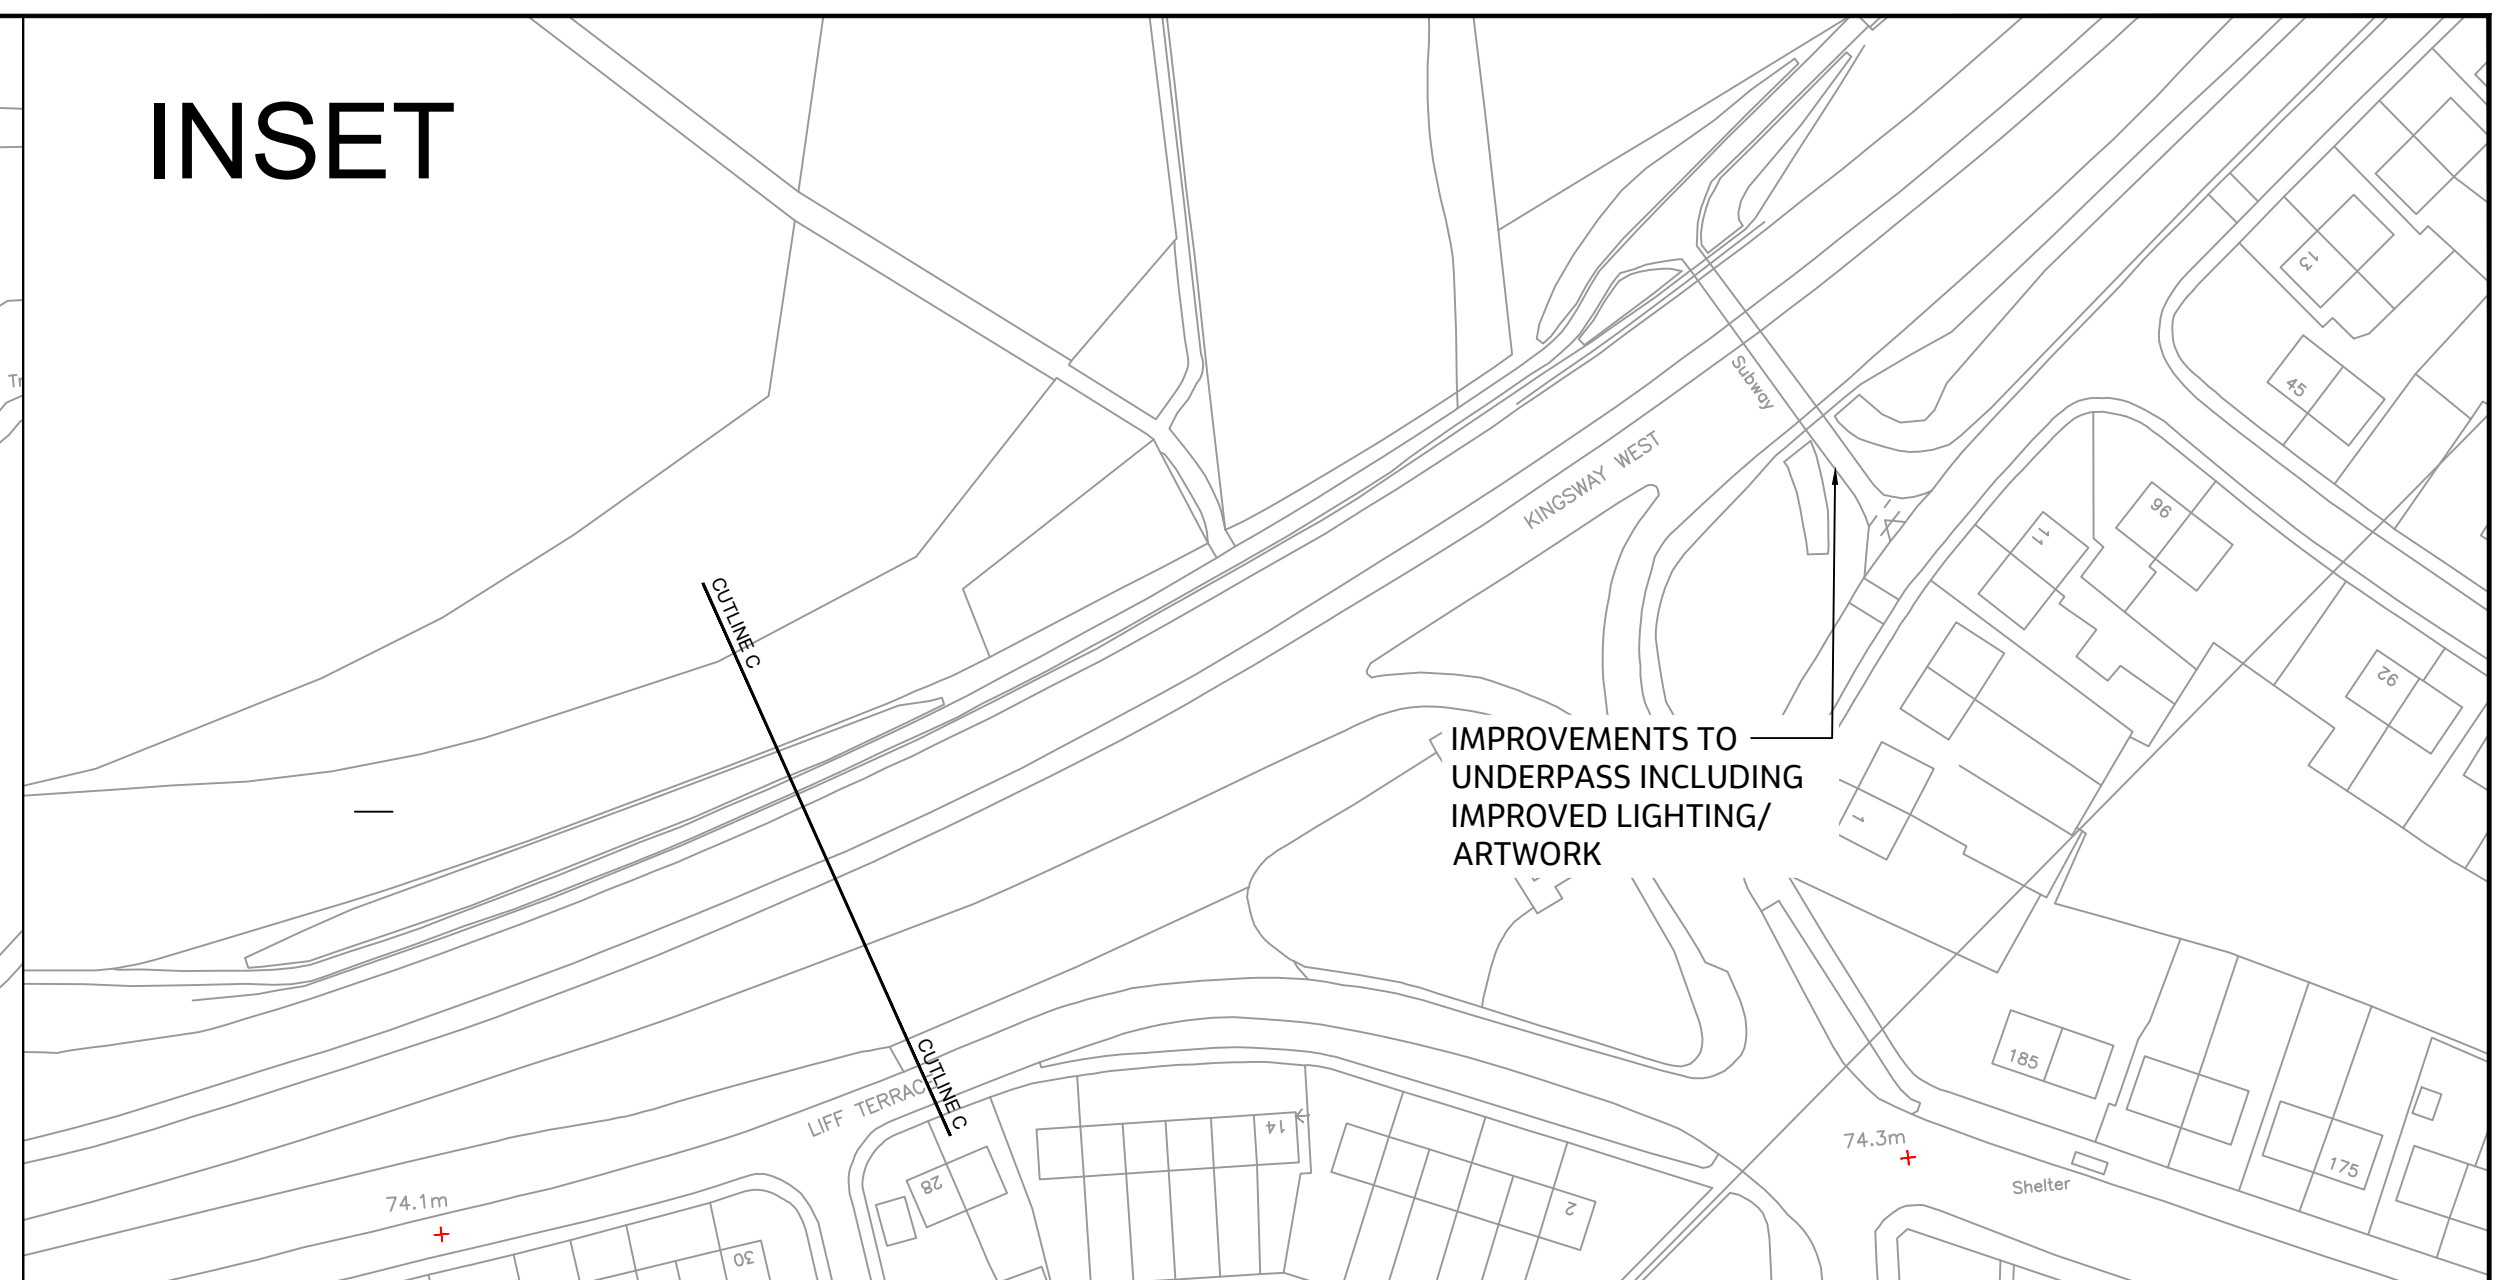 INSET
Subway
KINGSWAY WEST
13
45
96
11
92
CUTLINE C
IMPROVEMENTS TO
UNDERPASS INCLUDING
IMPROVED LIGHTING/
ARTWORK
1
CUTLINE C
LIFF TERRACE
185
14
74.3m
175
Shelter
28
74.1m
2
30